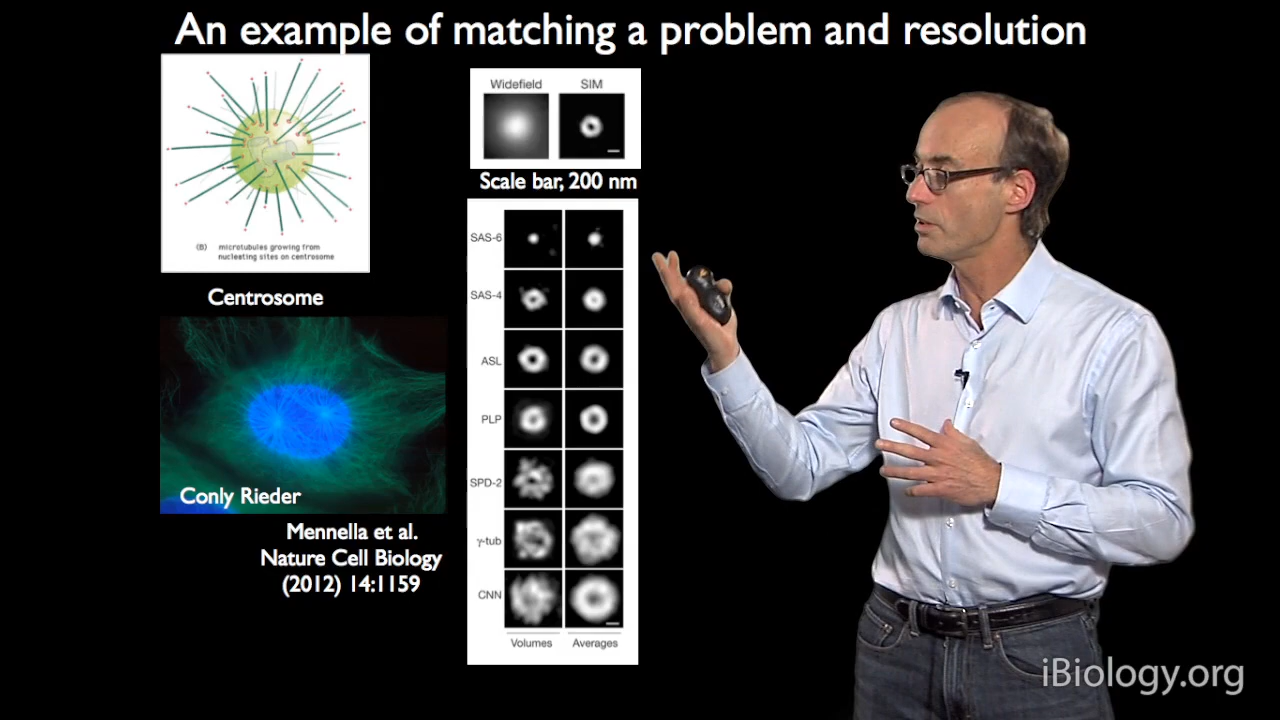 An example of matching a problem and resolution
(B) microtubules growing from
nucleating sites on centrosome
Centrosome
Conly Rieder
Mennella et al.
Nature Cell Biology
(2012) 14:1159
Widefield SIM
Scale bar, 200 nm
SAS-6
SAS-4
ASL
PLP
SPD-2
γ-tub
CNN
Volumes Averages
iBiology.org